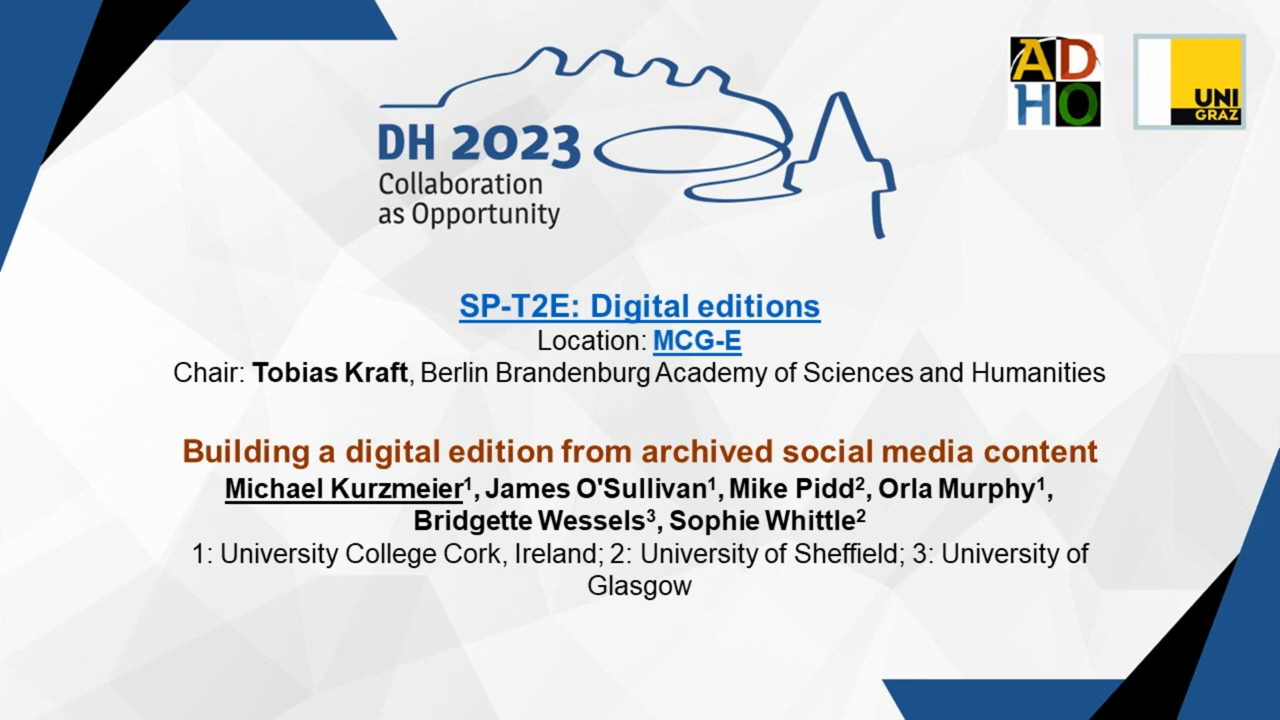 AD
HO
UNI
GRAZ
DH 2023
Collaboration
as Opportunity
SP-T2E: Digital editions
Location: MCG-E
Chair: Tobias Kraft, Berlin Brandenburg Academy of Sciences and Humanities
Building a digital edition from archived social media content
Michael Kurzmeier¹, James O'Sullivan¹, Mike Pidd², Orla Murphy¹,
Bridgette Wessels³, Sophie Whittle²
1: University College Cork, Ireland; 2: University of Sheffield; 3: University of
Glasgow